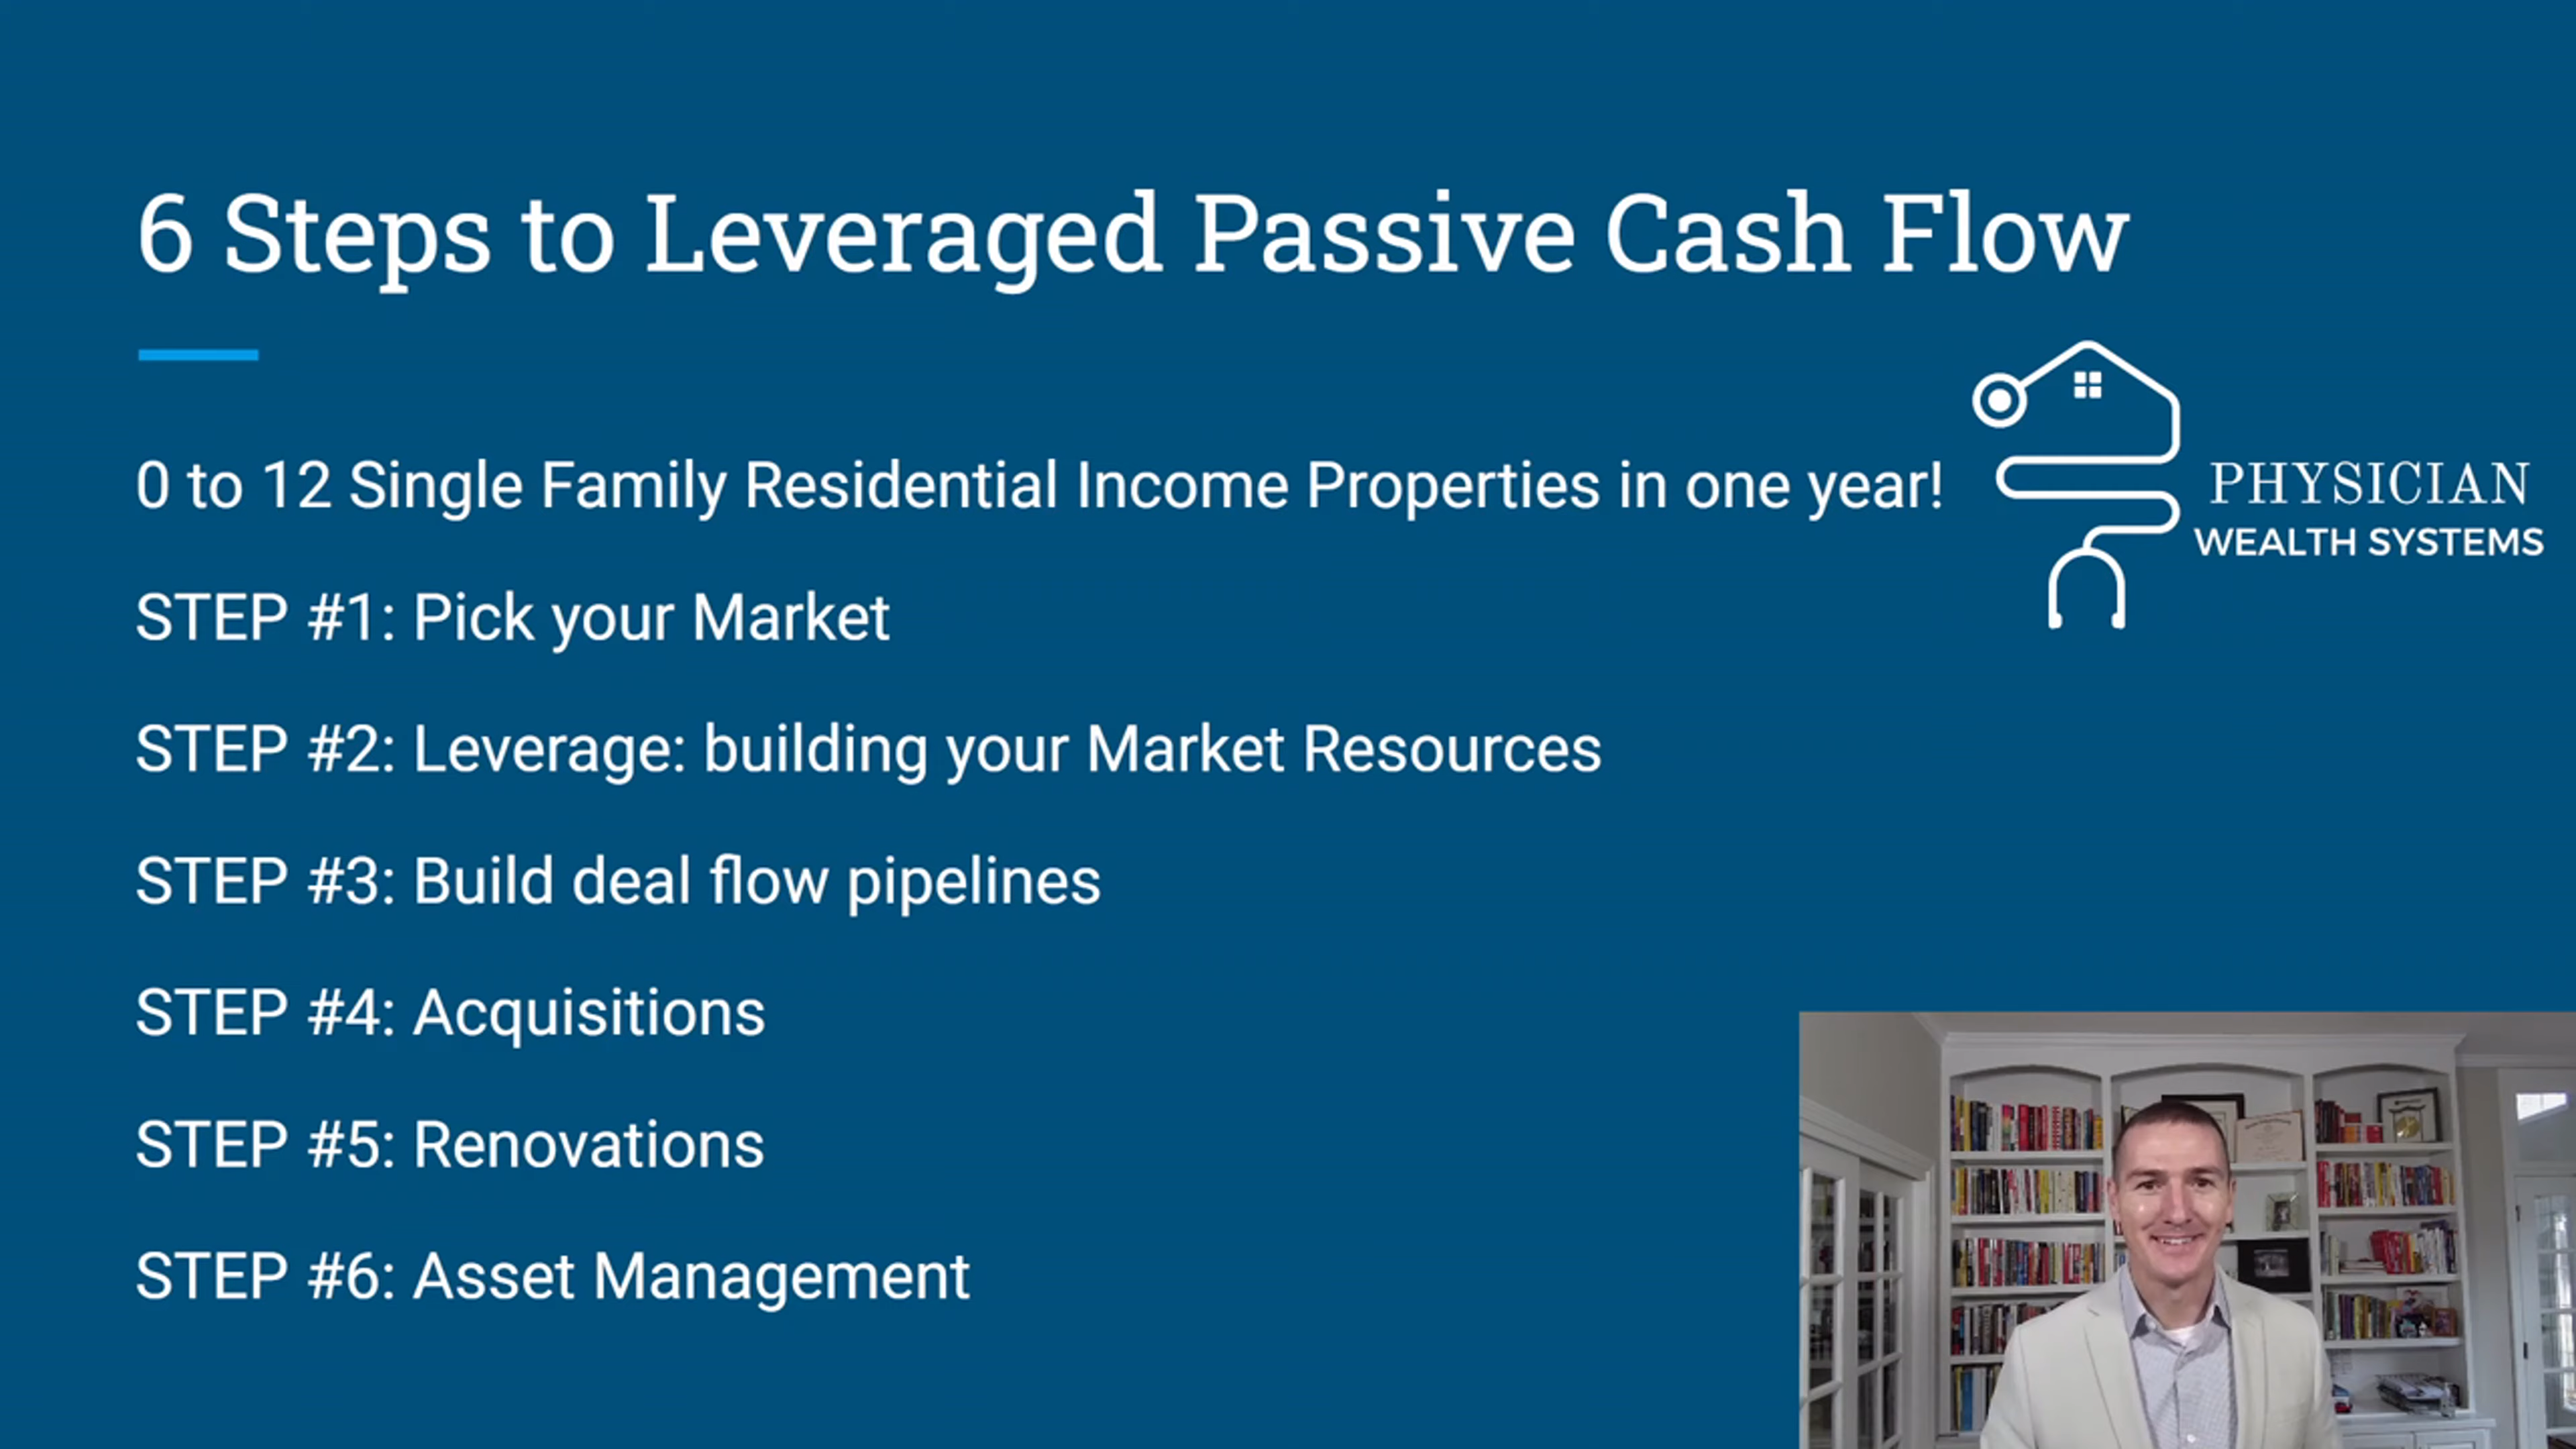 6 Steps to Leveraged Passive Cash Flow
0 to 12 Single Family Residential Income Properties in one year!
PHYSICIAN
WEALTH SYSTEMS
STEP #1: Pick your Market
STEP #2: Leverage: building your Market Resources
STEP #3: Build deal flow pipelines
STEP #4: Acquisitions
STEP #5: Renovations
STEP #6: Asset Management